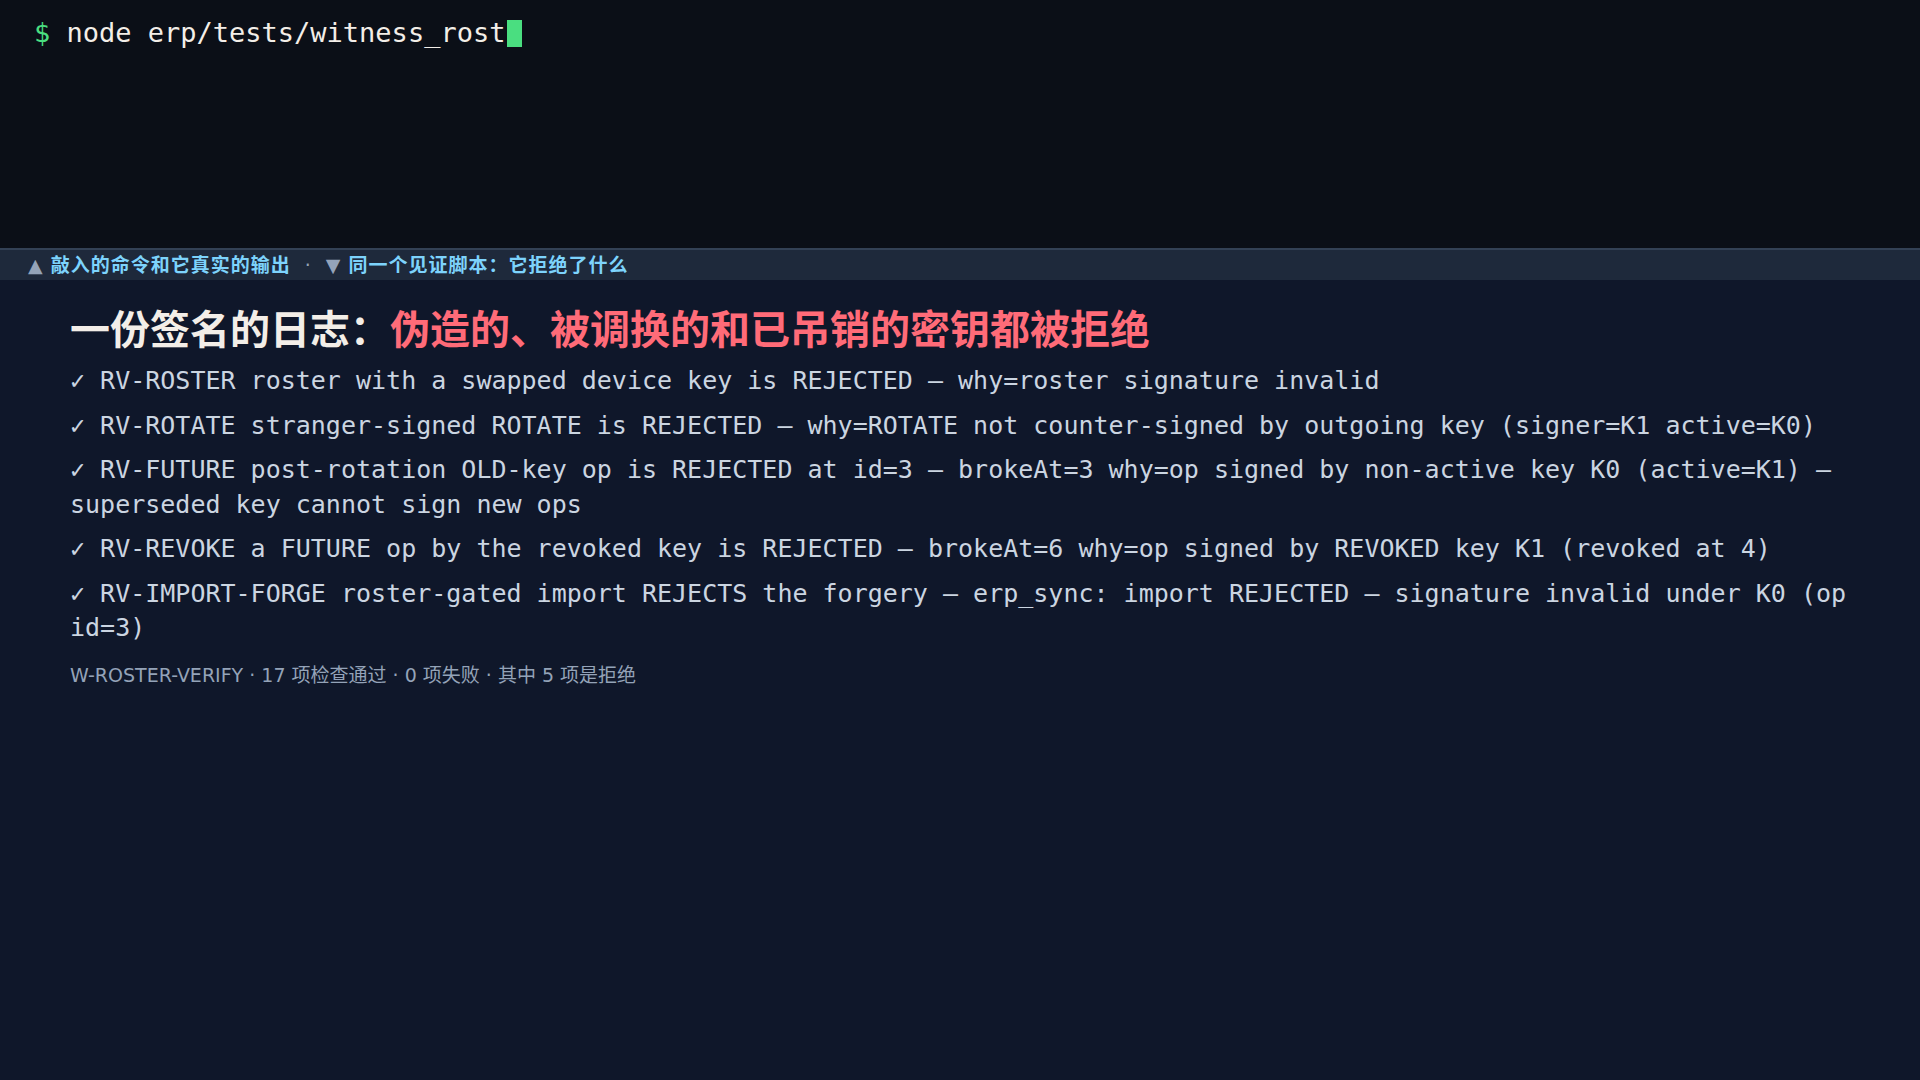 $ node erp/tests/witness_rost
▲ 敲入的命令和它真实的输出 · ▼ 同一个见证脚本：它拒绝了什么
一份签名的日志：伪造的、被调换的和已吊销的密钥都被拒绝
✓ RV-ROSTER roster with a swapped device key is REJECTED — why=roster signature invalid
✓ RV-ROTATE stranger-signed ROTATE is REJECTED — why=ROTATE not counter-signed by outgoing key (signer=K1 active=K0)
✓ RV-FUTURE post-rotation OLD-key op is REJECTED at id=3 — brokeAt=3 why=op signed by non-active key K0 (active=K1) —
superseded key cannot sign new ops
✓ RV-REVOKE a FUTURE op by the revoked key is REJECTED — brokeAt=6 why=op signed by REVOKED key K1 (revoked at 4)
✓ RV-IMPORT-FORGE roster-gated import REJECTS the forgery — erp_sync: import REJECTED — signature invalid under K0 (op
id=3)
W-ROSTER-VERIFY · 17 项检查通过 · 0 项失败 · 其中 5 项是拒绝